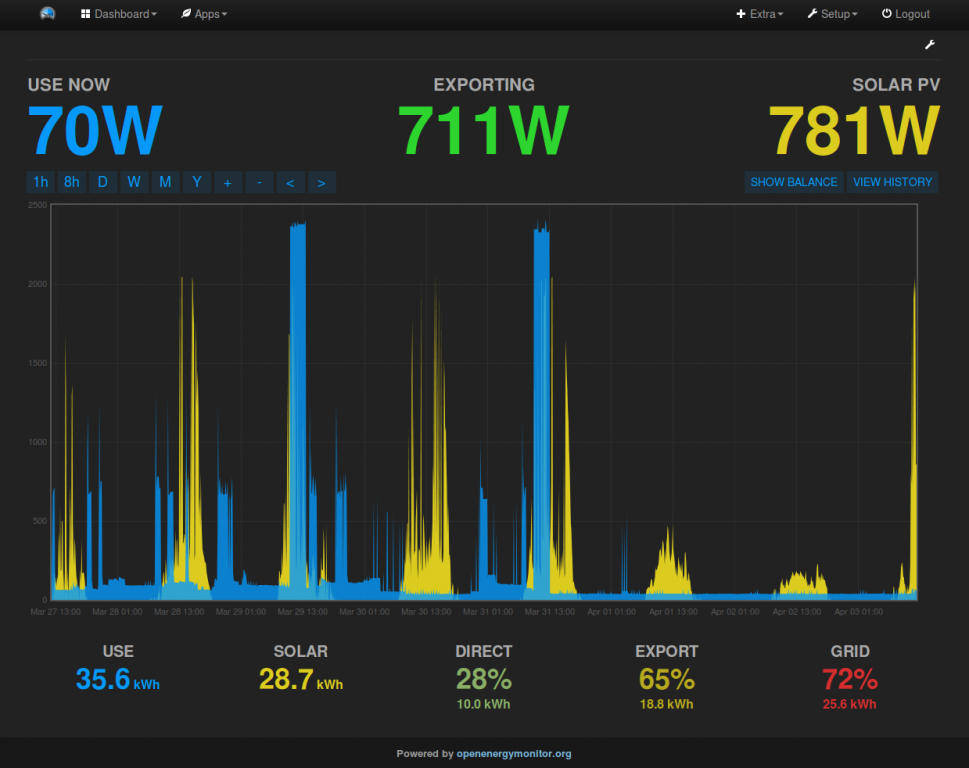 Dashboard Apps Extra Setup Logout
USE NOW EXPORTING SOLAR PV
70W 711W 781W
1h 8h D W M Y + - < > SHOW BALANCE VIEW HISTORY
2500
2000
1500
1000
500
0
Mar 27 13:00 Mar 28 01:00 Mar 28 13:00 Mar 29 01:00 Mar 29 13:00 Mar 30 01:00 Mar 30 13:00 Mar 31 01:00 Mar 31 13:00 Apr 01 01:00 Apr 01 13:00 Apr 02 01:00 Apr 02 13:00 Apr 03 01:00
USE SOLAR DIRECT EXPORT GRID
35.6 kWh 28.7 kWh 28% 65% 72%
10.0 kWh 18.8 kWh 25.6 kWh
Powered by openenergymonitor.org